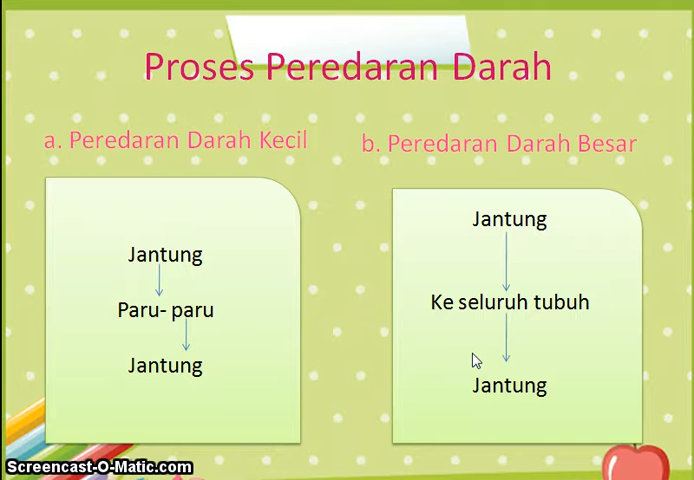 Proses Peredaran Darah
a. Peredaran Darah Kecil
Jantung
Paru- paru
Jantung
b. Peredaran Darah Besar
Jantung
Ke seluruh tubuh
Jantung
Screencast-O-Matic.com